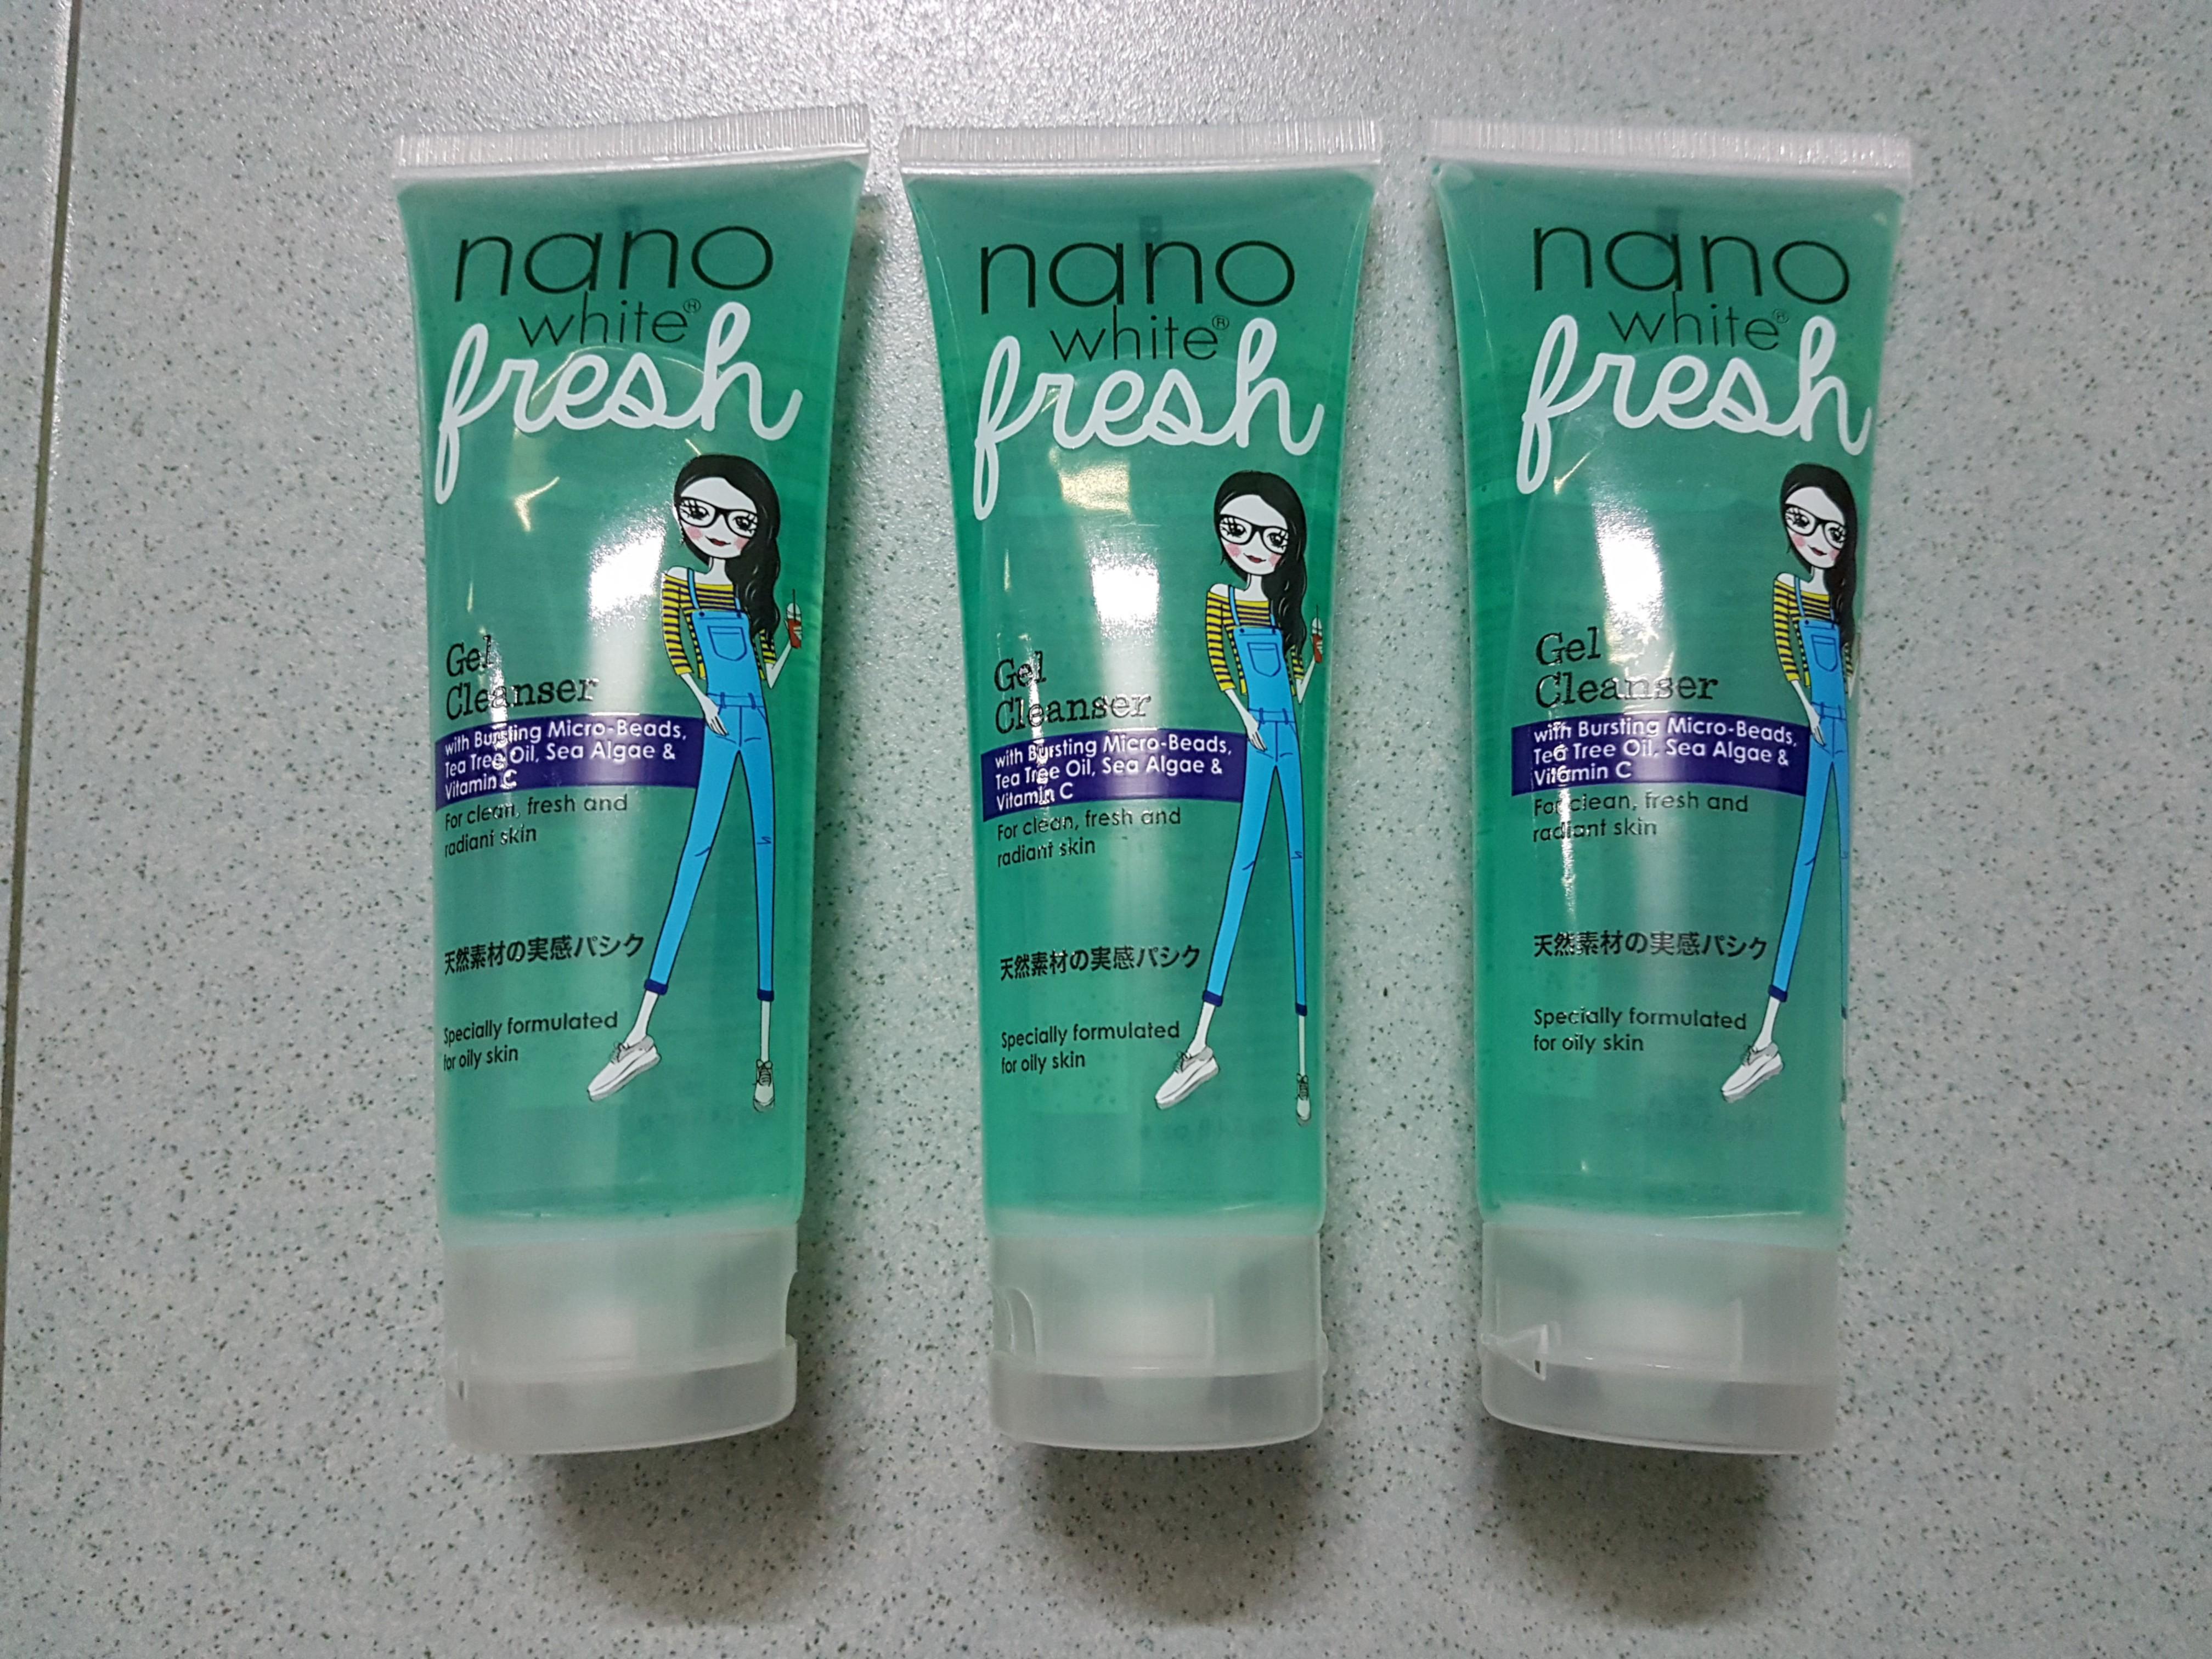 nano
white®
fresh
Gel
Cleanser
with Bursting Micro-Beads,
Tea Tree Oil, Sea Algae &
Vitamin C
For clean, fresh and
radiant skin
天然素材の実感パシク
Specially formulated
for oily skin
nano
white®
fresh
Gel
Cleanser
with Bursting Micro-Beads,
Tea Tree Oil, Sea Algae &
Vitamin C
For clean, fresh and
radiant skin
天然素材の実感パシク
Specially formulated
for oily skin
nano
white®
fresh
Gel
Cleanser
with Bursting Micro-Beads,
Tea Tree Oil, Sea Algae &
Vitamin C
For clean, fresh and
radiant skin
天然素材の実感パシク
Specially formulated
for oily skin